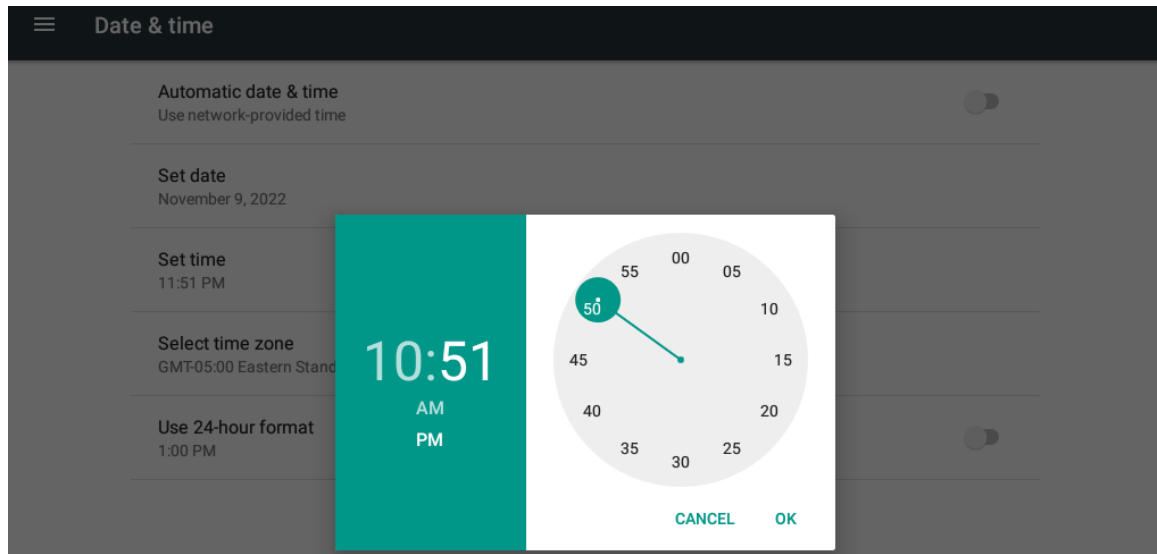 Date & time
Automatic date & time
Use network-provided time
Set date
November 9, 2022
Set time
11:51 PM
Select time zone
GMT-05:00 Eastern Stand
Use 24-hour format
1:00 PM
10:51
AM
PM
00
05
10
15
20
25
30
35
40
45
50
55
CANCEL OK